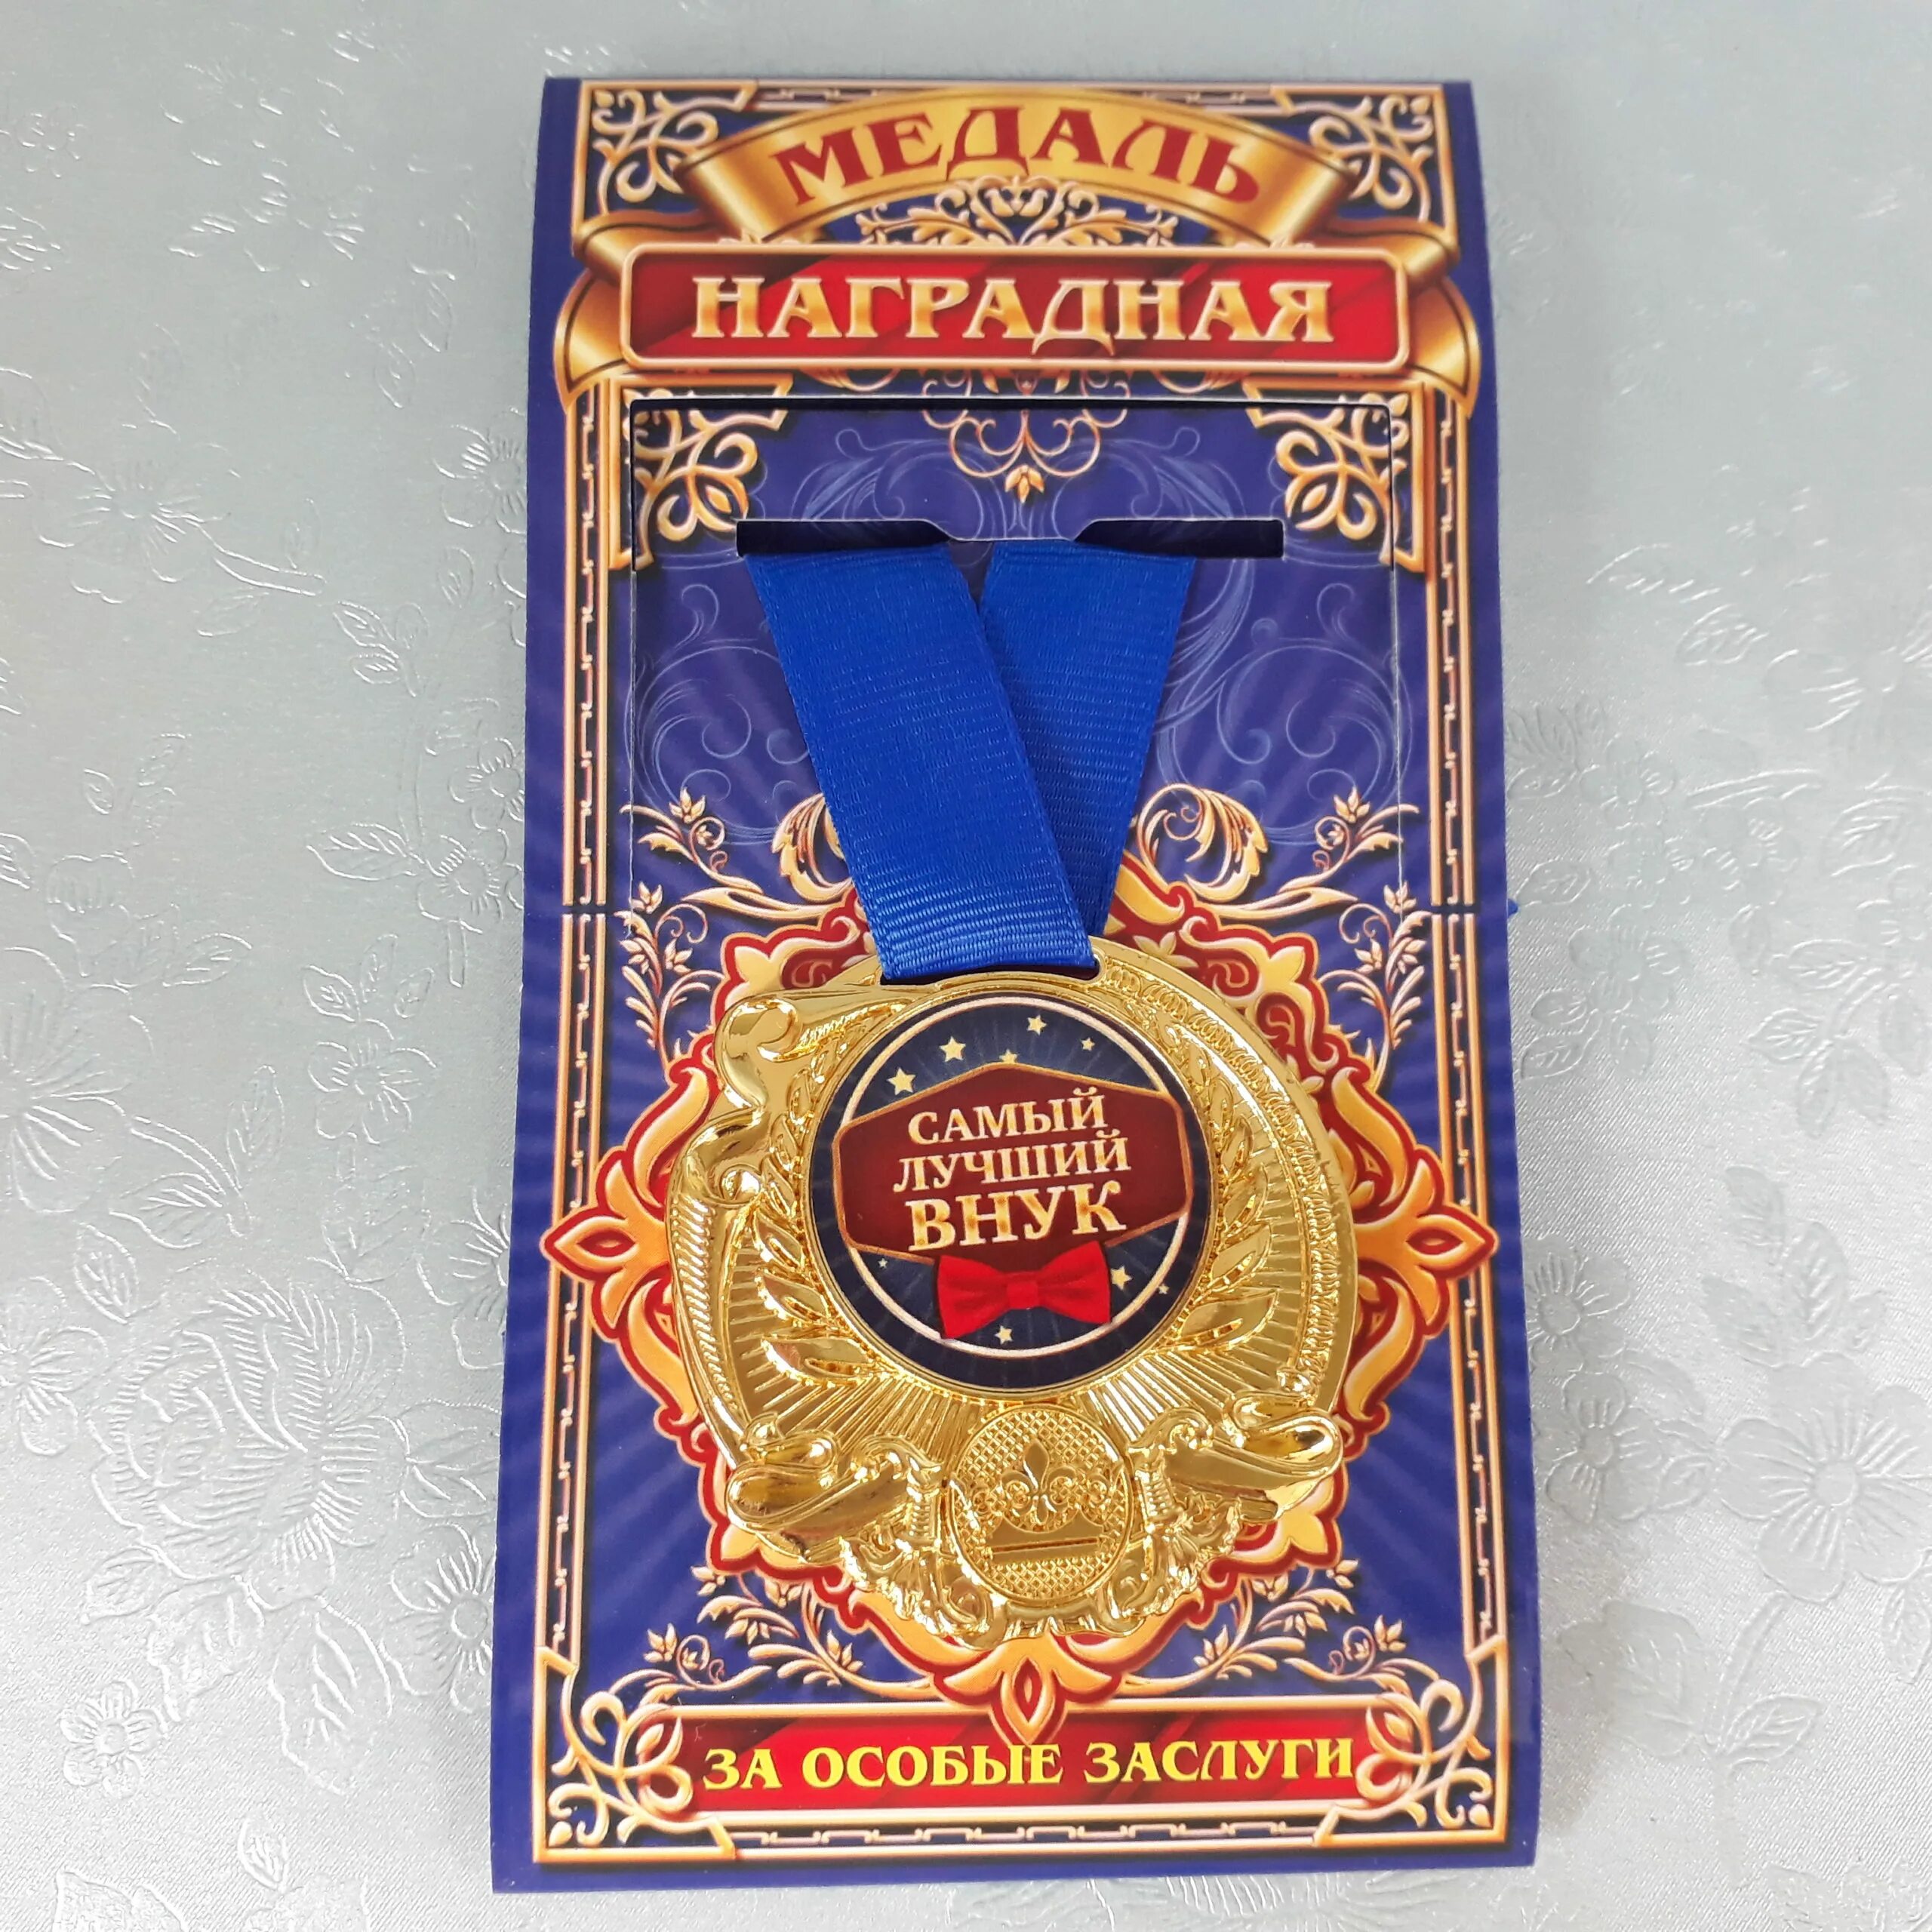 МЕДАЛЬ
НАГРАДНАЯ
САМЫЙ
ЛУЧШИЙ
ВНУК
ЗА ОСОБЫЕ ЗАСЛУГИ